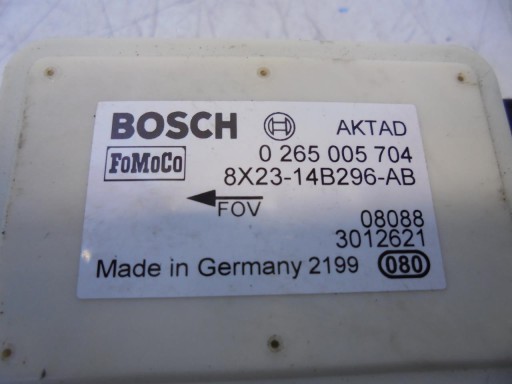 BOSCH AKTAD
FoMoCo 0 265 005 704
8X23-14B296-AB
FOV
08088
3012621
Made in Germany 2199 080